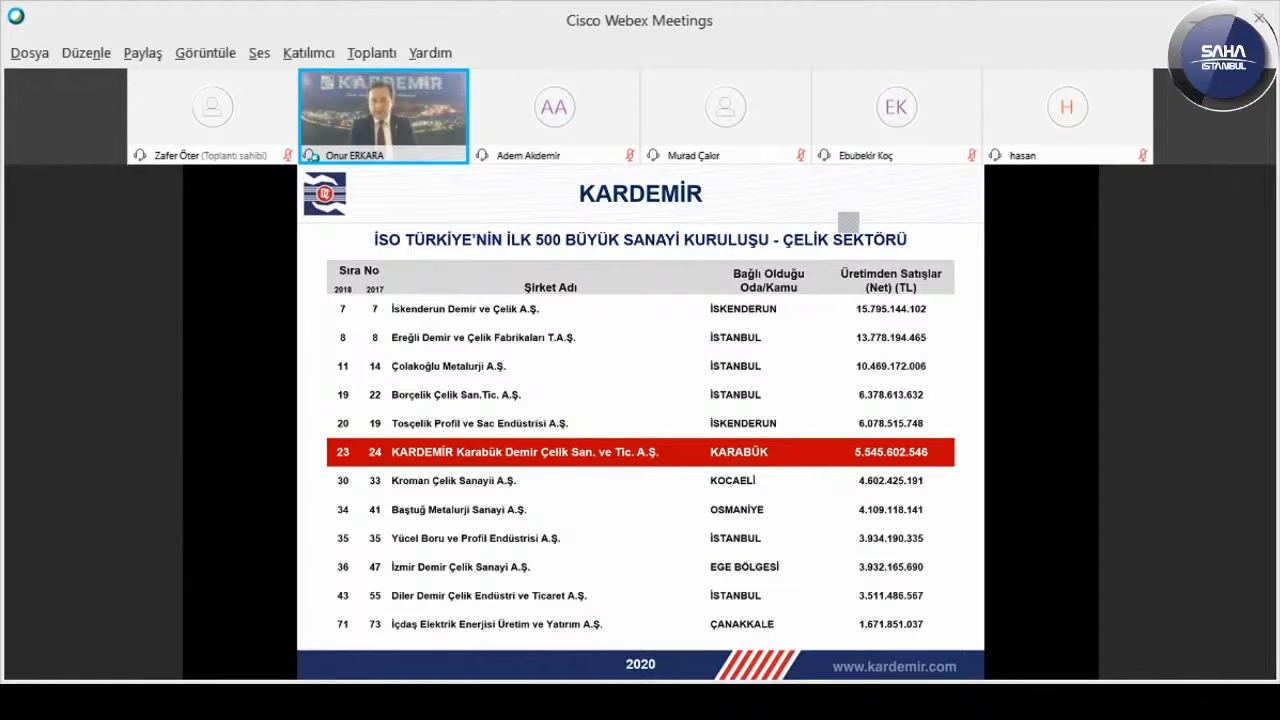 Cisco Webex Meetings
SAHA
İSTANBUL
Dosya Düzenle Paylaş Görüntüle Ses Katılımcı Toplantı Yardım
KARDEMİR
AA
EK
H
Zafer Öter (Toplantı sahibi)
Onur ERKARA
Adem Akdemir
Murad Çakır
Ebubekir Koç
hasan
KARDEMİR
İSO TÜRKİYE'NİN İLK 500 BÜYÜK SANAYİ KURULUŞU - ÇELİK SEKTÖRÜ
Sıra No
2018 2017
Şirket Adı
Bağlı Olduğu
Oda/Kamu
Üretimden Satışlar
(Net) (TL)
7 7 İskenderun Demir ve Çelik A.Ş. İSKENDERUN 15.795.144.102
8 8 Ereğli Demir ve Çelik Fabrikaları T.A.Ş. İSTANBUL 13.778.194.465
11 14 Çolakoğlu Metalurji A.Ş. İSTANBUL 10.469.172.006
19 22 Borçelik Çelik San.Tic. A.Ş. İSTANBUL 6.378.613.632
20 19 Tosçelik Profil ve Sac Endüstrisi A.Ş. İSKENDERUN 6.078.515.748
23 24 KARDEMİR Karabük Demir Çelik San. ve Tic. A.Ş. KARABÜK 5.545.602.546
30 33 Kroman Çelik Sanayii A.Ş. KOCAELİ 4.602.425.191
34 41 Baştuğ Metalurji Sanayi A.Ş. OSMANİYE 4.109.118.141
35 35 Yücel Boru ve Profil Endüstrisi A.Ş. İSTANBUL 3.934.190.335
36 47 İzmir Demir Çelik Sanayi A.Ş. EGE BÖLGESİ 3.932.165.690
43 55 Diler Demir Çelik Endüstri ve Ticaret A.Ş. İSTANBUL 3.511.486.567
71 73 İçdaş Elektrik Enerjisi Üretim ve Yatırım A.Ş. ÇANAKKALE 1.671.851.037
2020
www.kardemir.com